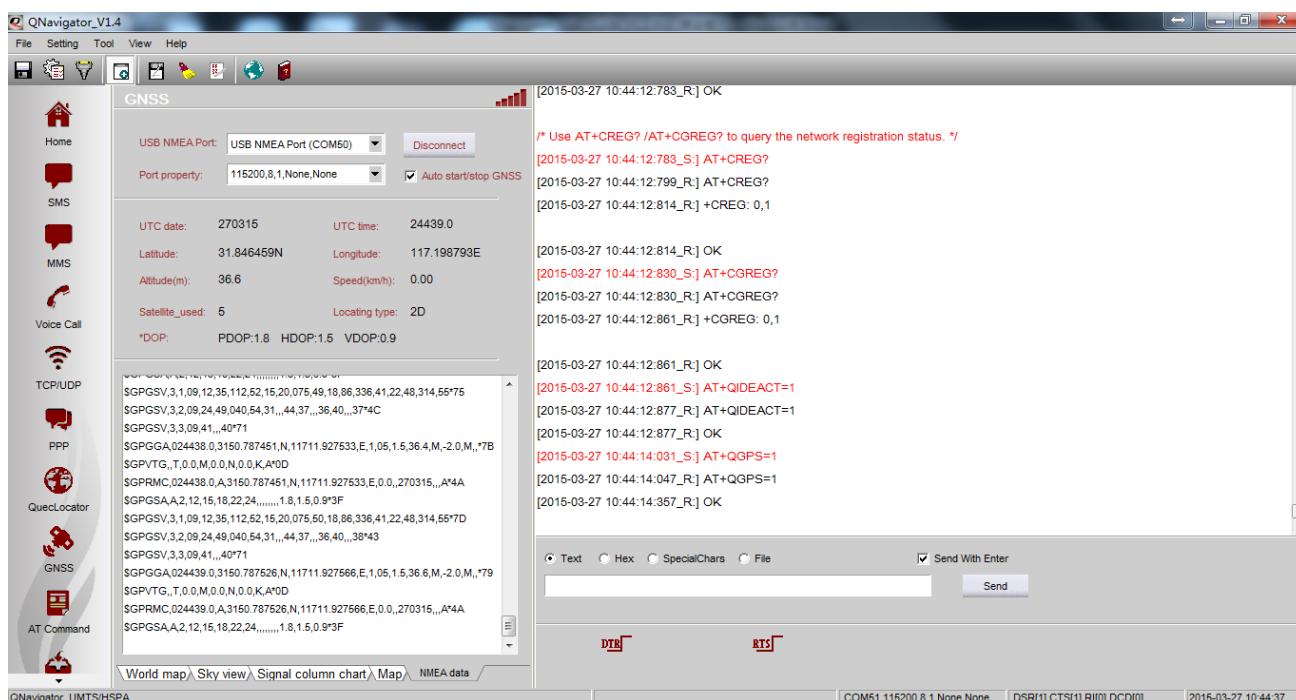 QNavigator_V1.4
File Setting Tool View Help
Home
SMS
MMS
Voice Call
TCP/UDP
PPP
QuecLocator
GNSS
AT Command
GNSS
USB NMEA Port: USB NMEA Port (COM50) Disconnect
Port property: 115200,8,1,None,None Auto start/stop GNSS
UTC date: 270315 UTC time: 24439.0
Latitude: 31.846459N Longitude: 117.198793E
Altitude(m): 36.6 Speed(km/h): 0.00
Satellite_used: 5 Locating type: 2D
*DOP: PDOP:1.8 HDOP:1.5 VDOP:0.9
$GPGSV,3,1,09,12,35,112,52,15,20,075,49,18,86,336,41,22,48,314,55*75
$GPGSV,3,2,09,24,49,040,54,31,,,44,37,,,36,40,,,37*4C
$GPGSV,3,3,09,41,,,40*71
$GPGGA,024438.0,3150.787451,N,11711.927533,E,1,05,1.5,36.4,M,-2.0,M,,*7B
$GPVTG,,T,0.0,M,0.0,N,0.0,K,A*0D
$GPRMC,024438.0,A,3150.787451,N,11711.927533,E,0.0,,270315,,,A*4A
$GPGSA,A,2,12,15,18,22,24,,,,,,,,1.8,1.5,0.9*3F
$GPGSV,3,1,09,12,35,112,52,15,20,075,50,18,86,336,41,22,48,314,55*7D
$GPGSV,3,2,09,24,49,040,54,31,,,44,37,,,36,40,,,38*43
$GPGSV,3,3,09,41,,,40*71
$GPGGA,024439.0,3150.787526,N,11711.927566,E,1,05,1.5,36.6,M,-2.0,M,,*79
$GPVTG,,T,0.0,M,0.0,N,0.0,K,A*0D
$GPRMC,024439.0,A,3150.787526,N,11711.927566,E,0.0,,270315,,,A*4A
$GPGSA,A,2,12,15,18,22,24,,,,,,,,1.8,1.5,0.9*3F
World map Sky view Signal column chart Map NMEA data
[2015-03-27 10:44:12:783_R:] OK
/* Use AT+CREG? /AT+CGREG? to query the network registration status. */
[2015-03-27 10:44:12:783_S:] AT+CREG?
[2015-03-27 10:44:12:799_R:] AT+CREG?
[2015-03-27 10:44:12:814_R:] +CREG: 0,1
[2015-03-27 10:44:12:814_R:] OK
[2015-03-27 10:44:12:830_S:] AT+CGREG?
[2015-03-27 10:44:12:830_R:] AT+CGREG?
[2015-03-27 10:44:12:861_R:] +CGREG: 0,1
[2015-03-27 10:44:12:861_R:] OK
[2015-03-27 10:44:12:861_S:] AT+QIDEACT=1
[2015-03-27 10:44:12:877_R:] AT+QIDEACT=1
[2015-03-27 10:44:12:877_R:] OK
[2015-03-27 10:44:14:031_S:] AT+QGPS=1
[2015-03-27 10:44:14:047_R:] AT+QGPS=1
[2015-03-27 10:44:14:357_R:] OK
Text Hex SpecialChars File Send With Enter
Send
DTR RTS
QNavigator UMTS/HSPA COM51,115200,8,1,None,None DSR[1] CTS[1] RI[0] DCD[0] 2015-03-27 10:44:37